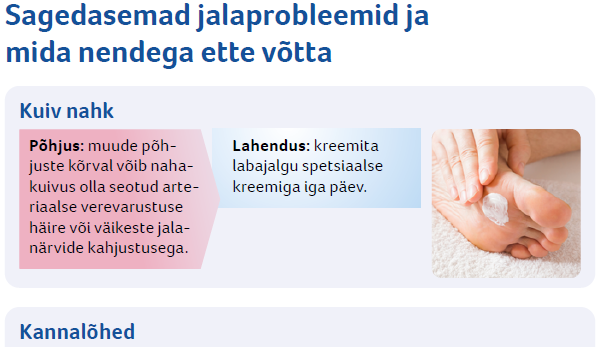 Sagedasemad jalaprobleemid ja
mida nendega ette võtta
Kuiv nahk
Põhjus: muude põh-
juste kõrval võib naha-
kuivus olla seotud arte-
riaalse verevarustuse
häire või väikeste jala-
närvide kahjustusega.
Lahendus: kreemita
labajalgu spetsiaalse
kreemiga iga päev.
Kannalõhed